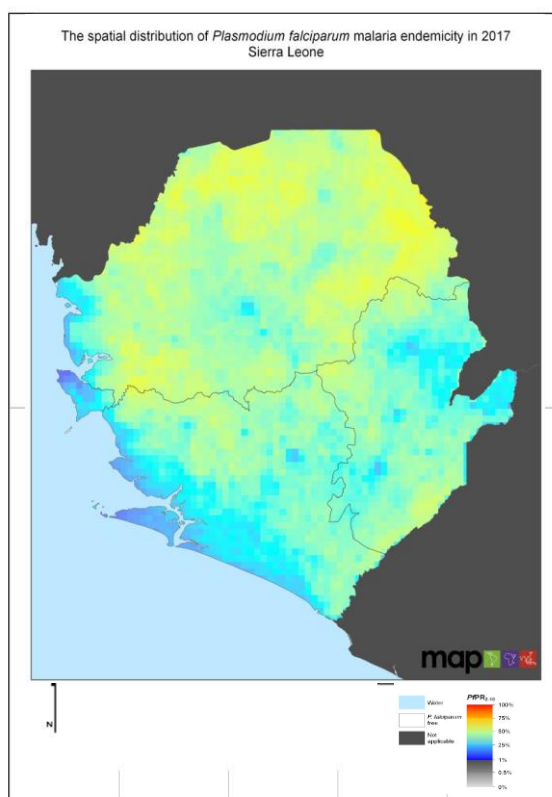 The spatial distribution of Plasmodium falciparum malaria endemicity in 2017
Sierra Leone
map
N
Water
P. falciparum
free
Not
applicable
PfPR2-10
100%
75%
50%
25%
1%
0.5%
0%